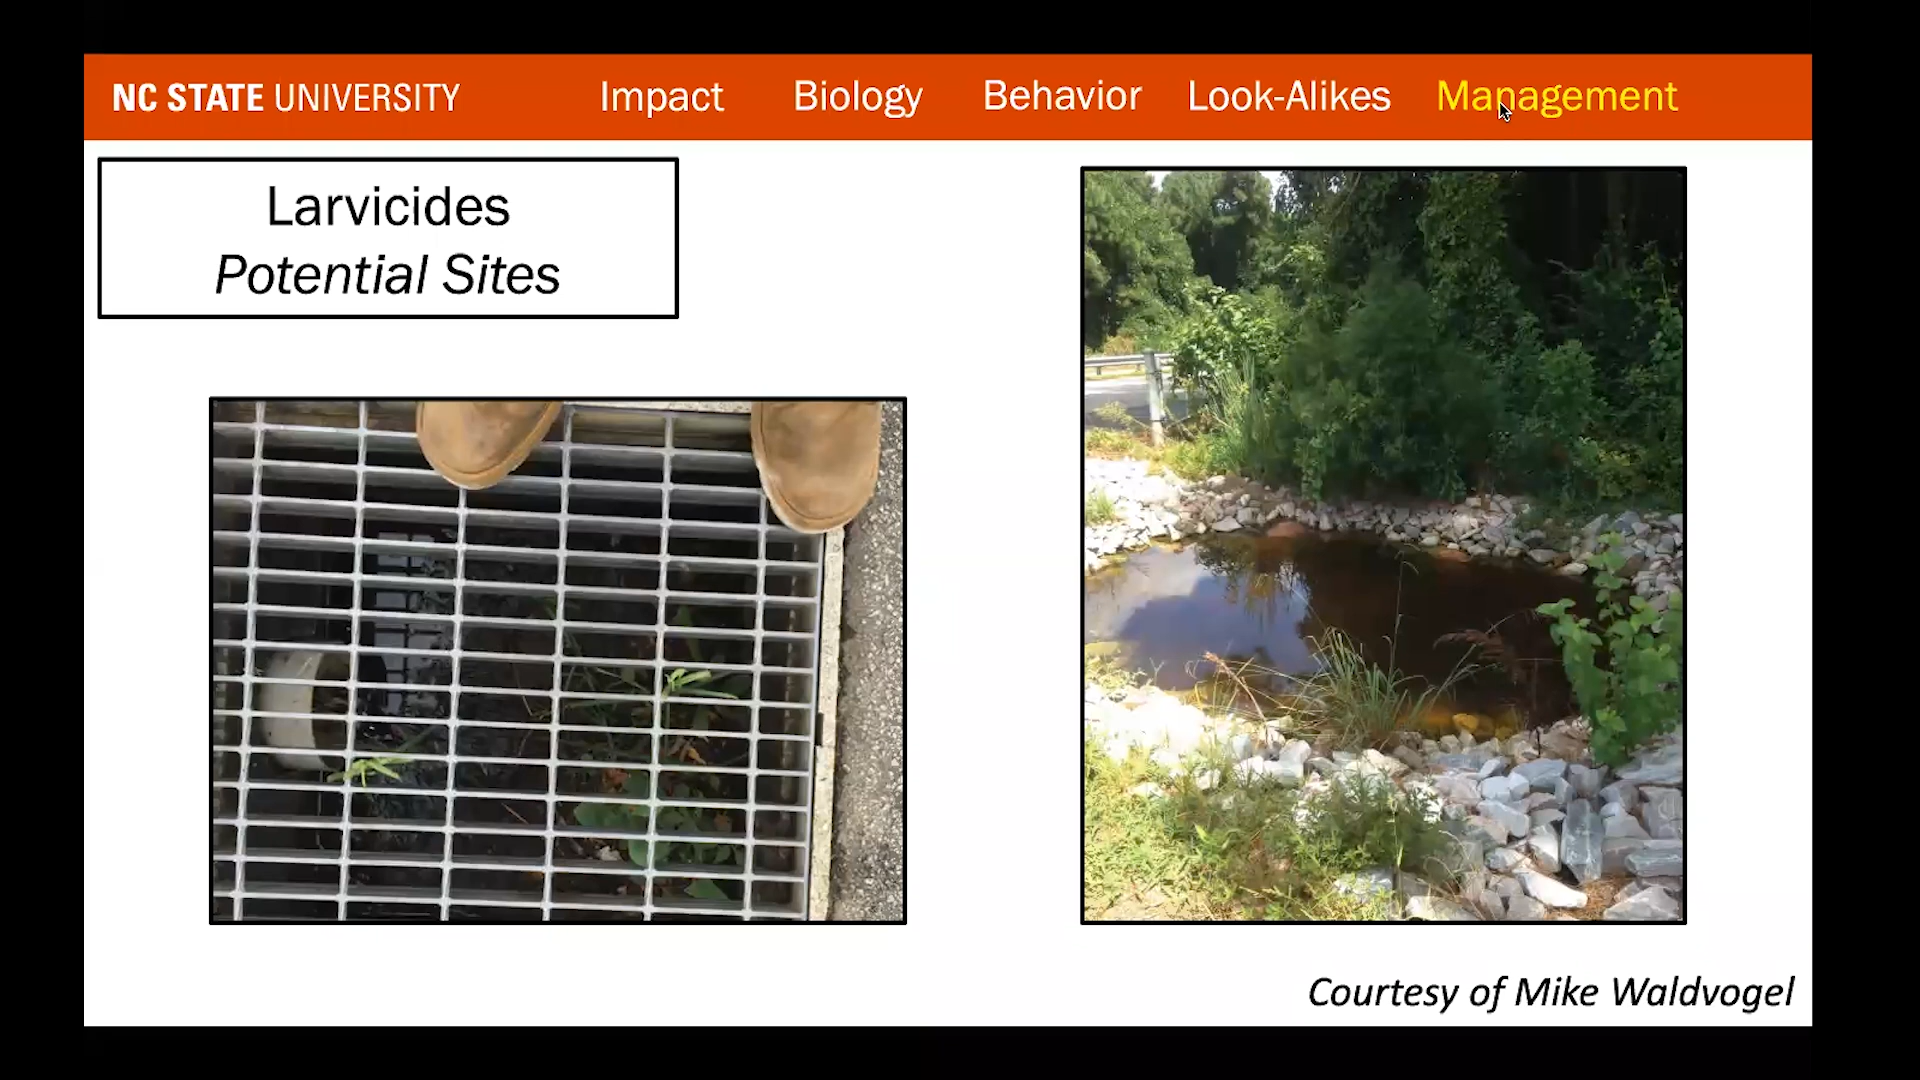 NC STATE UNIVERSITY Impact Biology Behavior Look-Alikes Management
Larvicides
Potential Sites
Courtesy of Mike Waldvogel